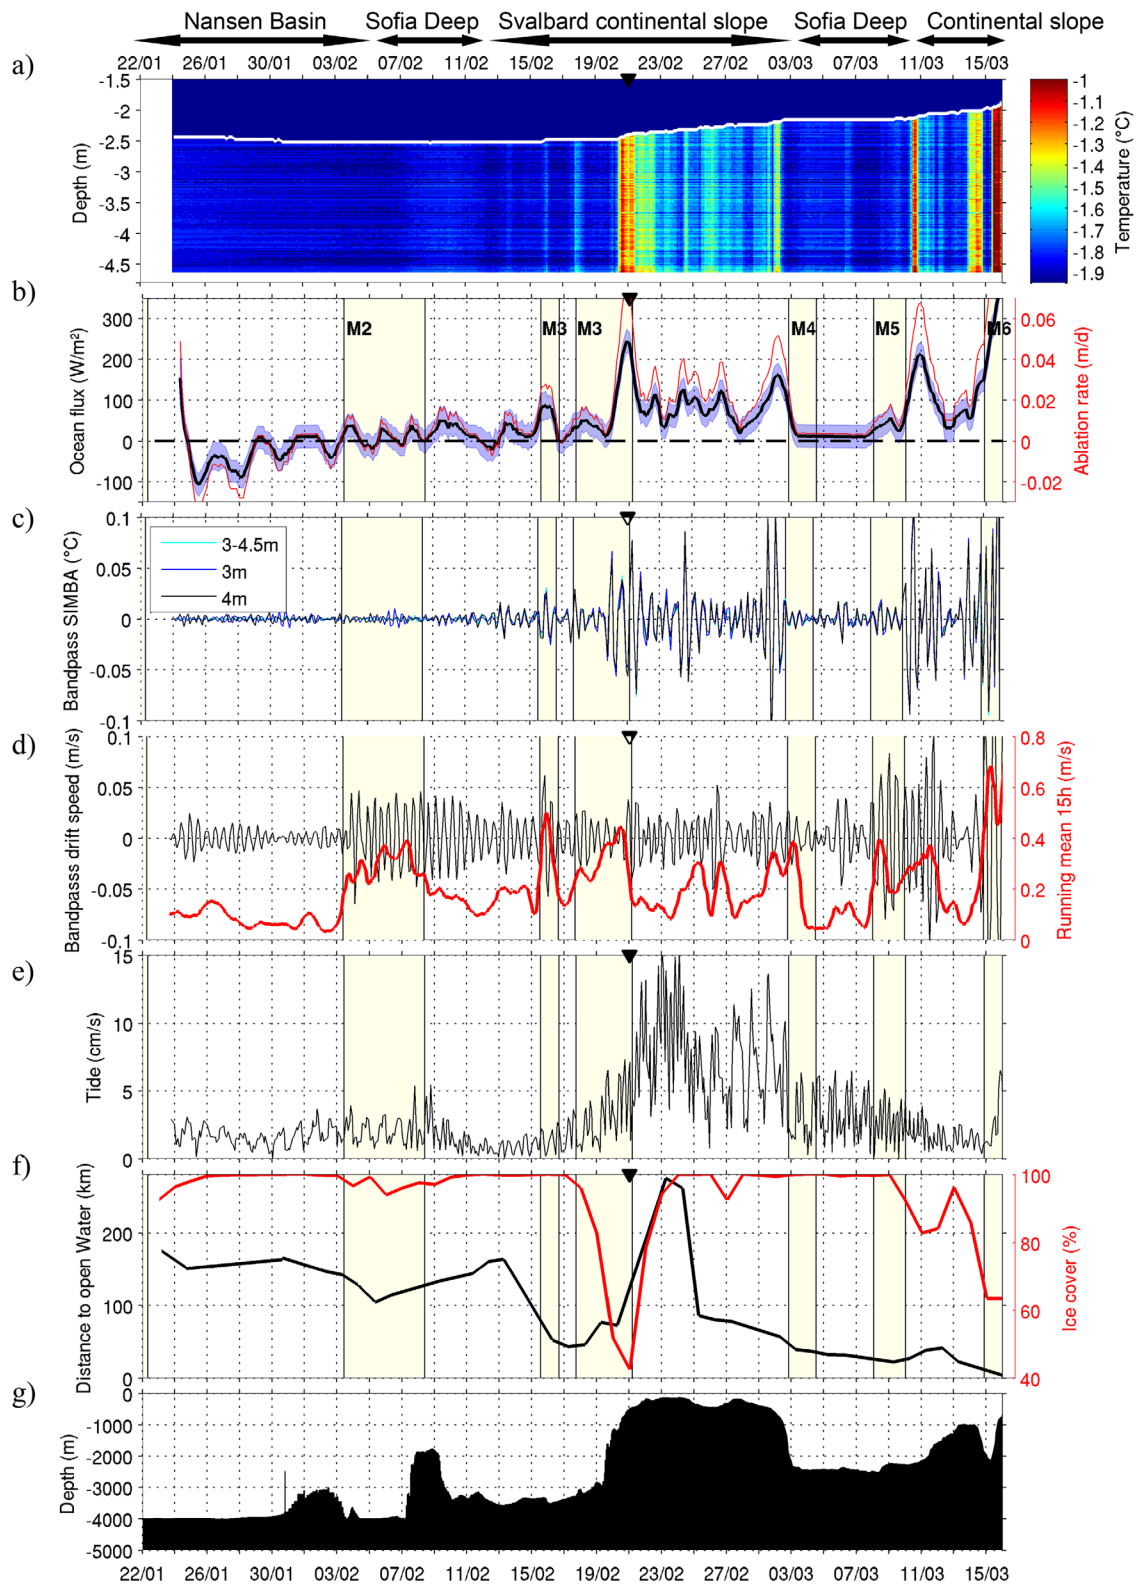 Nansen Basin Sofia Deep Svalbard continental slope Sofia Deep Continental slope
22/01 26/01 30/01 03/02 07/02 11/02 15/02 19/02 23/02 27/02 03/03 07/03 11/03 15/03
a)
-1.5
-2
-2.5
-3
-3.5
-4
-4.5
Depth (m)
-1
-1.1
-1.2
-1.3
-1.4
-1.5
-1.6
-1.7
-1.8
-1.9
Temperature (°C)
b)
300
200
100
0
-100
Ocean flux (W/m²)
M2 M3 M3 M4 M5 M6
0.06
0.04
0.02
0
-0.02
Ablation rate (m/d)
c)
0.1
0.05
0
-0.05
-0.1
Bandpass SIMBA (°C)
3-4.5m
3m
4m
d)
0.1
0.05
0
-0.05
-0.1
Bandpasss drift speed (m/s)
0.8
0.6
0.4
0.2
0
Running mean 15h (m/s)
e)
15
10
5
0
Tide (cm/s)
f)
200
100
0
Distance to open Water (km)
100
80
60
40
Ice cover (%)
g)
0
-1000
-2000
-3000
-4000
-5000
Depth (m)
22/01 26/01 30/01 03/02 07/02 11/02 15/02 19/02 23/02 27/02 03/03 07/03 11/03 15/03